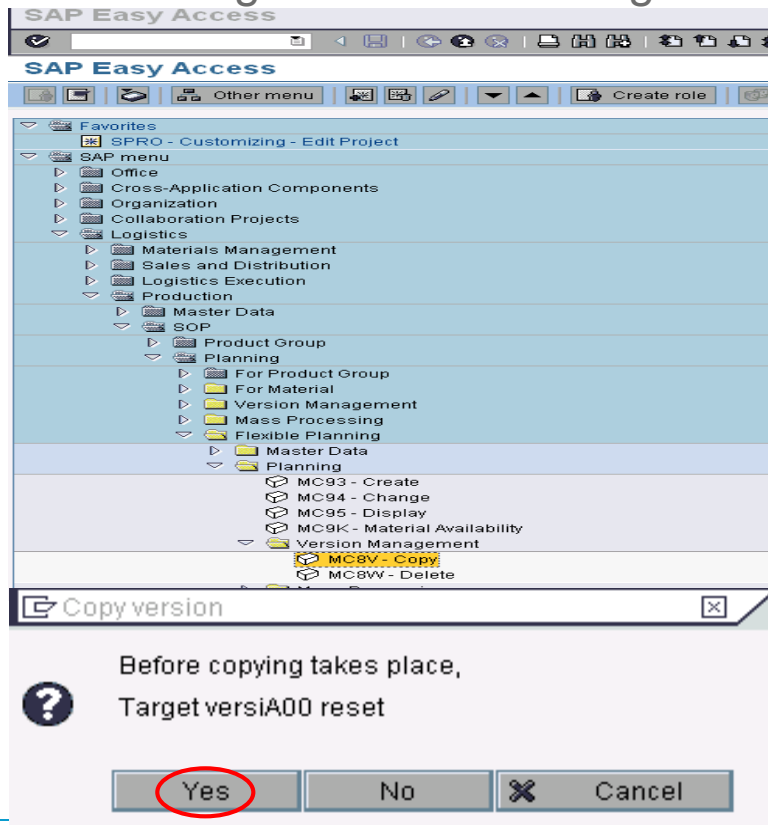 SAP Easy Access
SAP Easy Access
Other menu
Create role
Favorites
SPRO - Customizing - Edit Project
SAP menu
Office
Cross-Application Components
Organization
Collaboration Projects
Logistics
Materials Management
Sales and Distribution
Logistics Execution
Production
Master Data
SOP
Product Group
Planning
For Product Group
For Material
Version Management
Mass Processing
Flexible Planning
Master Data
Planning
MC93 - Create
MC94 - Change
MC95 - Display
MC9K - Material Availability
Version Management
MC8V - Copy
MC8W - Delete
Copy version
Before copying takes place,
Target versiA00 reset
Yes No Cancel